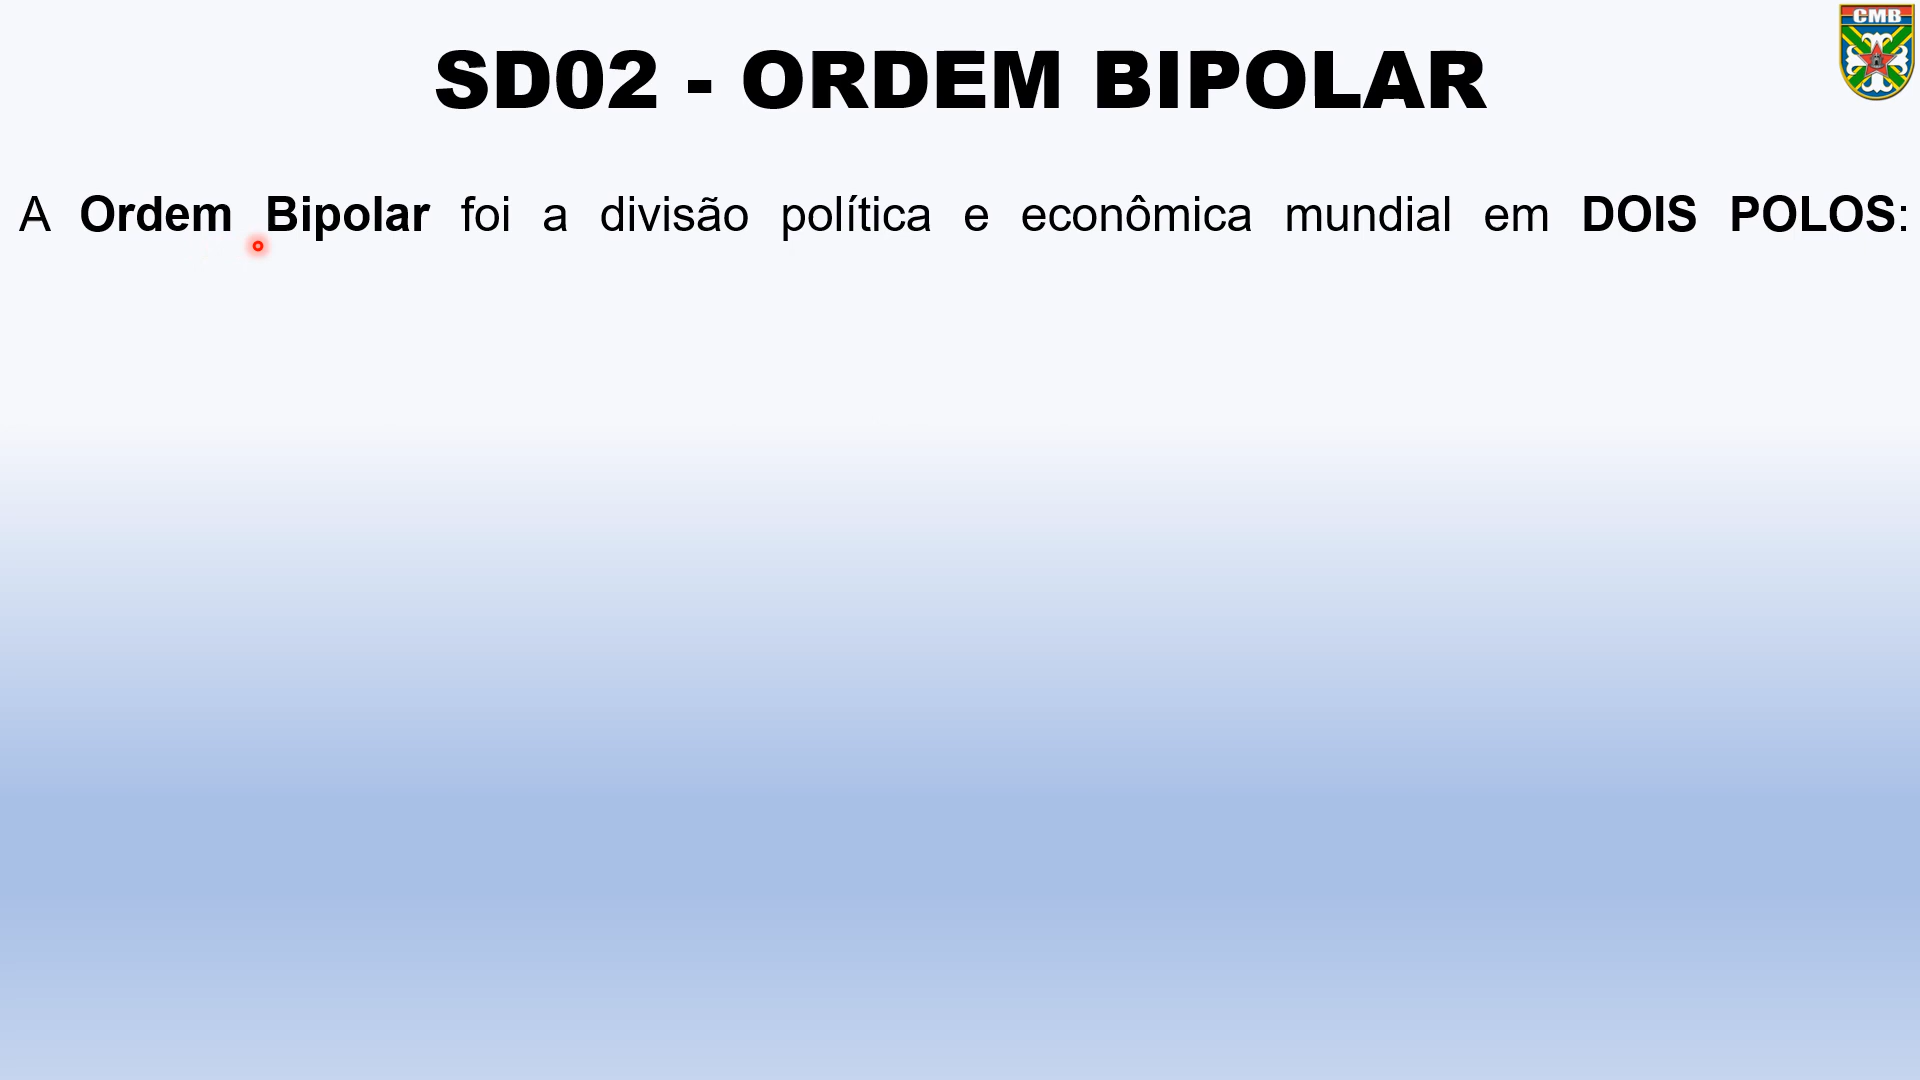 CMB
SD02 - ORDEM BIPOLAR
A Ordem Bipolar foi a divisão política e econômica mundial em DOIS POLOS: